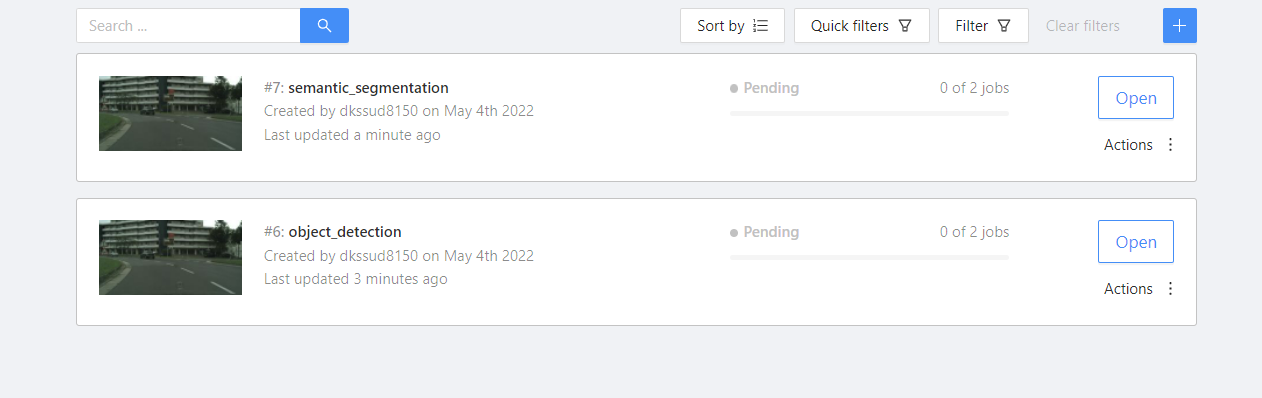 Search ...
Sort by
Quick filters
Filter
Clear filters
#7: semantic_segmentation
Created by dkssud8150 on May 4th 2022
Last updated a minute ago
Pending
0 of 2 jobs
Open
Actions
#6: object_detection
Created by dkssud8150 on May 4th 2022
Last updated 3 minutes ago
Pending
0 of 2 jobs
Open
Actions